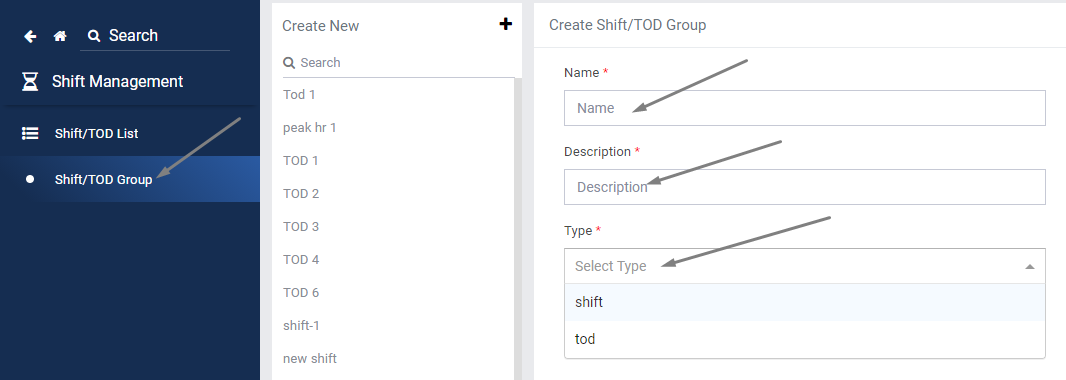 Search
Shift Management
Shift/TOD List
Shift/TOD Group
Create New
Search
Tod 1
peak hr 1
TOD 1
TOD 2
TOD 3
TOD 4
TOD 6
shift-1
new shift
Create Shift/TOD Group
Name *
Name
Description *
Description
Type *
Select Type
shift
tod